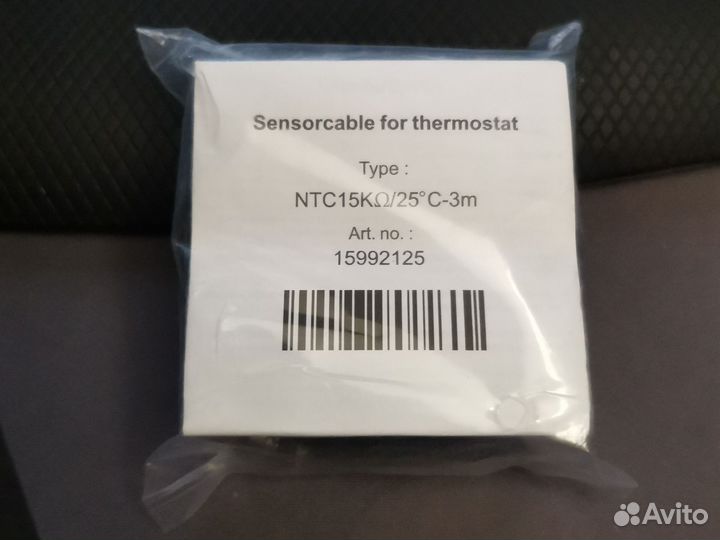 Sensorcable for thermostat
Type :
NTC15KΩ/25°C-3m
Art. no. :
15992125
Avito